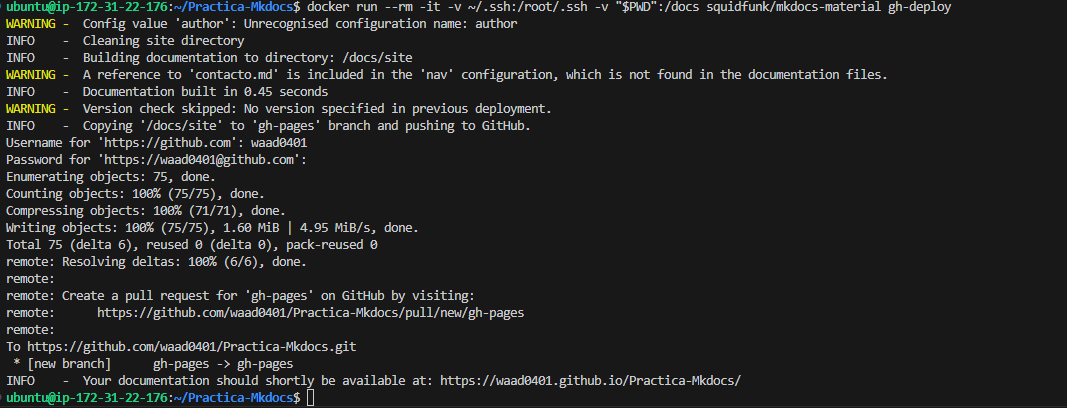 ubuntu@ip-172-31-22-176:~/Practica-Mkdocs$ docker run --rm -it -v ~/.ssh:/root/.ssh -v "$PWD":/docs squidfunk/mkdocs-material gh-deploy
WARNING -  Config value 'author': Unrecognised configuration name: author
INFO    -  Cleaning site directory
INFO    -  Building documentation to directory: /docs/site
WARNING -  A reference to 'contacto.md' is included in the 'nav' configuration, which is not found in the documentation files.
INFO    -  Documentation built in 0.45 seconds
WARNING -  Version check skipped: No version specified in previous deployment.
INFO    -  Copying '/docs/site' to 'gh-pages' branch and pushing to GitHub.
Username for 'https://github.com': waad0401
Password for 'https://waad0401@github.com':
Enumerating objects: 75, done.
Counting objects: 100% (75/75), done.
Compressing objects: 100% (71/71), done.
Writing objects: 100% (75/75), 1.60 MiB | 4.95 MiB/s, done.
Total 75 (delta 6), reused 0 (delta 0), pack-reused 0
remote: Resolving deltas: 100% (6/6), done.
remote:
remote: Create a pull request for 'gh-pages' on GitHub by visiting:
remote:      https://github.com/waad0401/Practica-Mkdocs/pull/new/gh-pages
remote:
To https://github.com/waad0401/Practica-Mkdocs.git
 * [new branch]      gh-pages -> gh-pages
INFO    -  Your documentation should shortly be available at: https://waad0401.github.io/Practica-Mkdocs/
ubuntu@ip-172-31-22-176:~/Practica-Mkdocs$